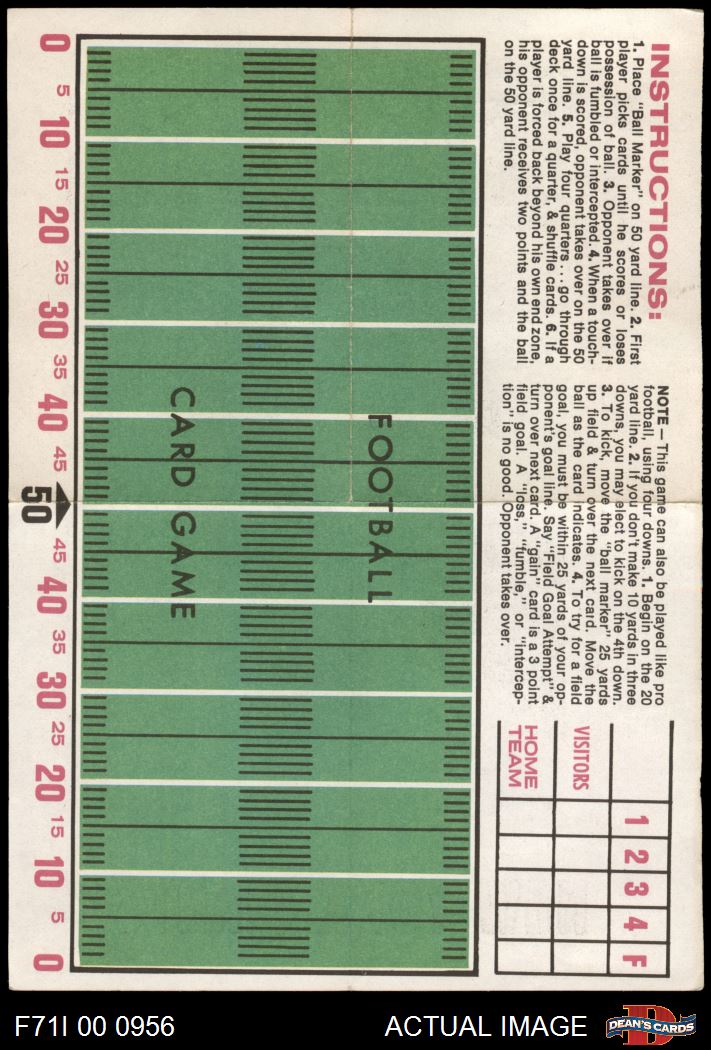 INSTRUCTIONS:
1. Place "Ball Marker" on 50 yard line. 2. First
player picks cards until he scores or loses
possession of ball. 3. Opponent takes over if
ball is fumbled or intercepted. 4. When a touch-
down is scored, opponent takes over on the 50
yard line. 5. Play four quarters...go through
deck once for a quarter, & shuffle cards. 6. If a
player is forced back beyond his own end zone,
his opponent receives two points and the ball
on the 50 yard line.
NOTE — This game can also be played like pro
football, using four downs. 1. Begin on the 20
yard line. 2. If you don't make 10 yards in three
downs, you may elect to kick on the 4th down.
3. To kick, move the "ball marker" 25 yards
up field & turn over the next card. Move the
ball as the card indicates. 4. To try for a field
goal, you must be within 25 yards of your op-
ponent's goal line. Say "Field Goal Attempt" &
turn over next card. A "gain" card is a 3 point
field goal. A "loss," "fumble," or "intercep-
tion" is no good. Opponent takes over.
1 2 3 4 F
VISITORS
HOME
TEAM
FOOTBALL
CARD GAME
0 5 10 15 20 25 30 35 40 45 50 45 40 35 30 25 20 15 10 5 0
F71I 00 0956
ACTUAL IMAGE
D
DEAN'S CARDS